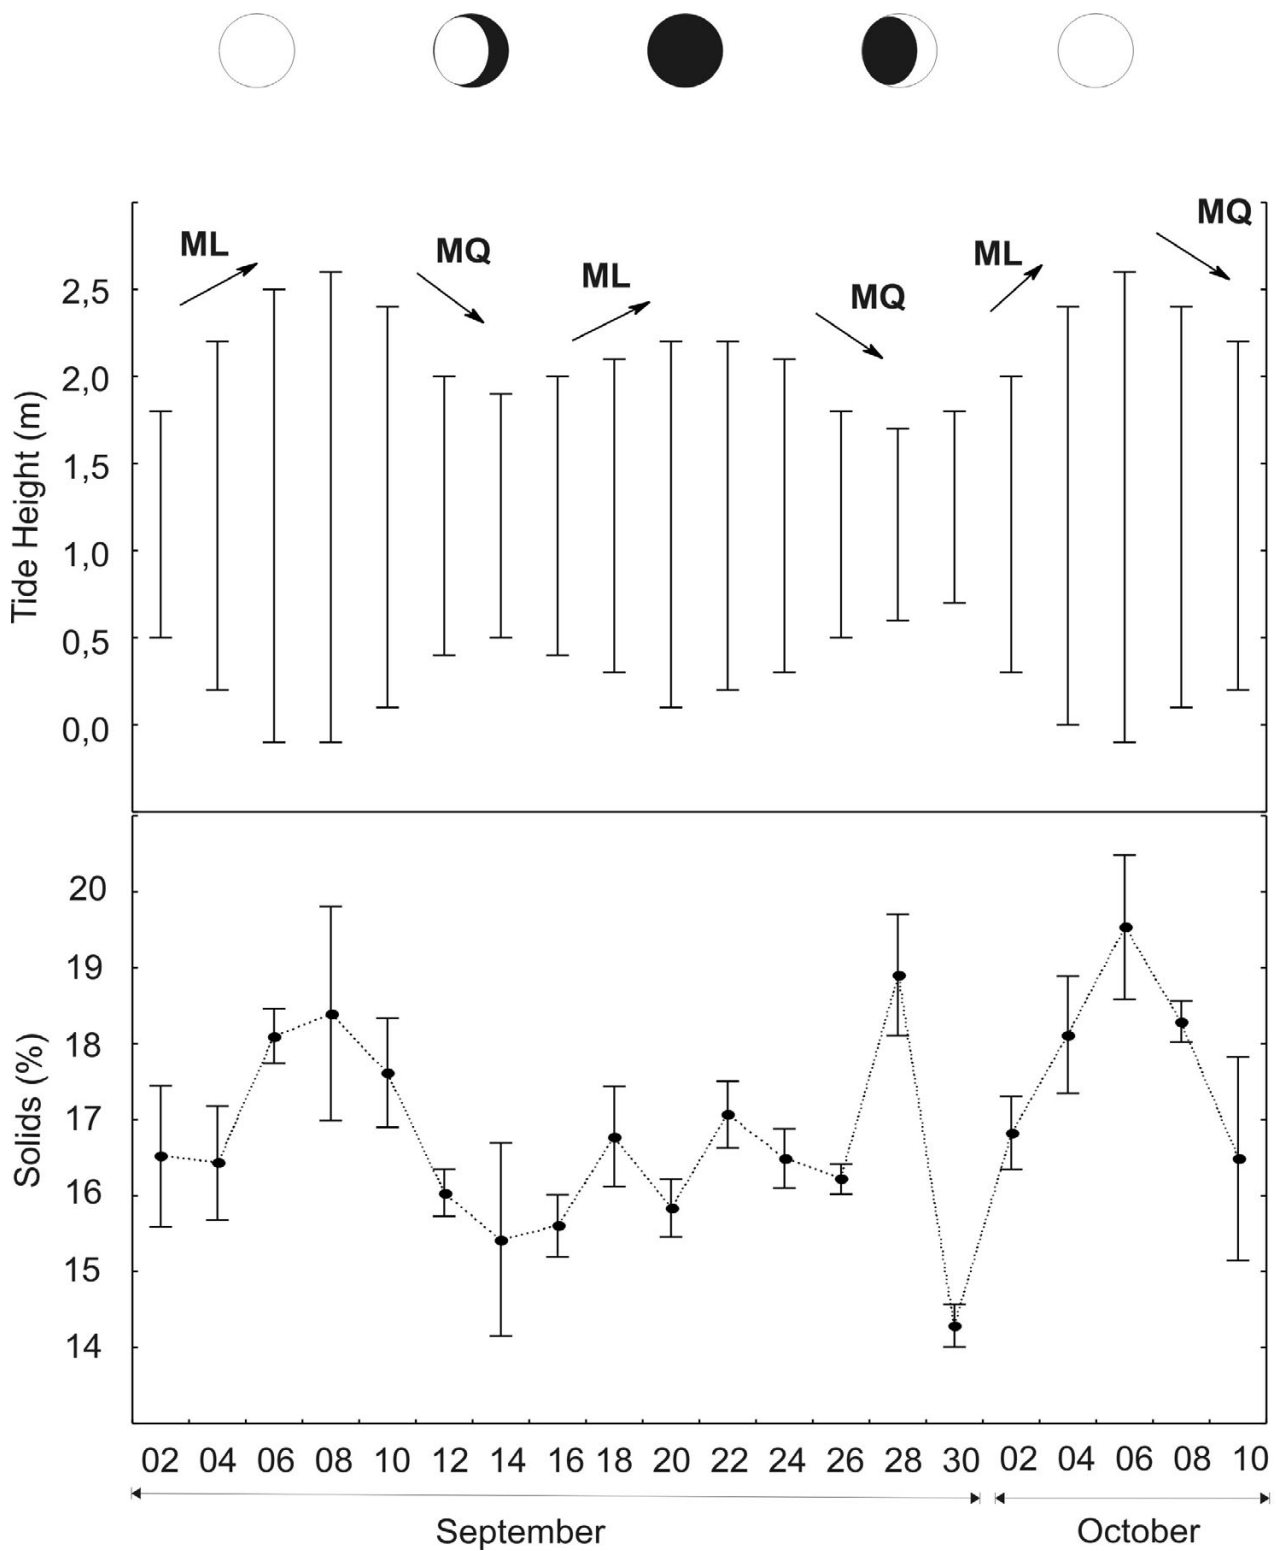 MQ
ML
MQ
ML
ML
MQ
2,5
2,0
1,5
1,0
0,5
0,0
Tide Height (m)
20
19
18
17
16
15
14
Solids (%)
02 04 06 08 10 12 14 16 18 20 22 24 26 28 30 02 04 06 08 10
September October